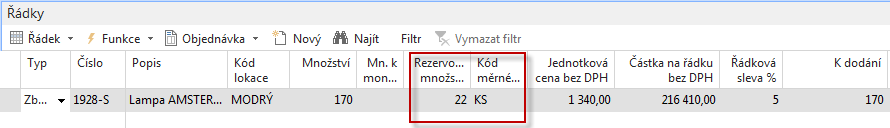 Řádky
Řádek Funkce Objednávka Nový Najít Filtr Vymazat filtr
Typ Číslo Popis Kód lokace Množství Mn. k mon... Rezervo... množs... Kód měrné... Jednotková cena bez DPH Částka na řádku bez DPH Řádková sleva % K dodání
Zb... 1928-S Lampa AMSTER... MODRÝ 170 22 KS 1 340,00 216 410,00 5 170